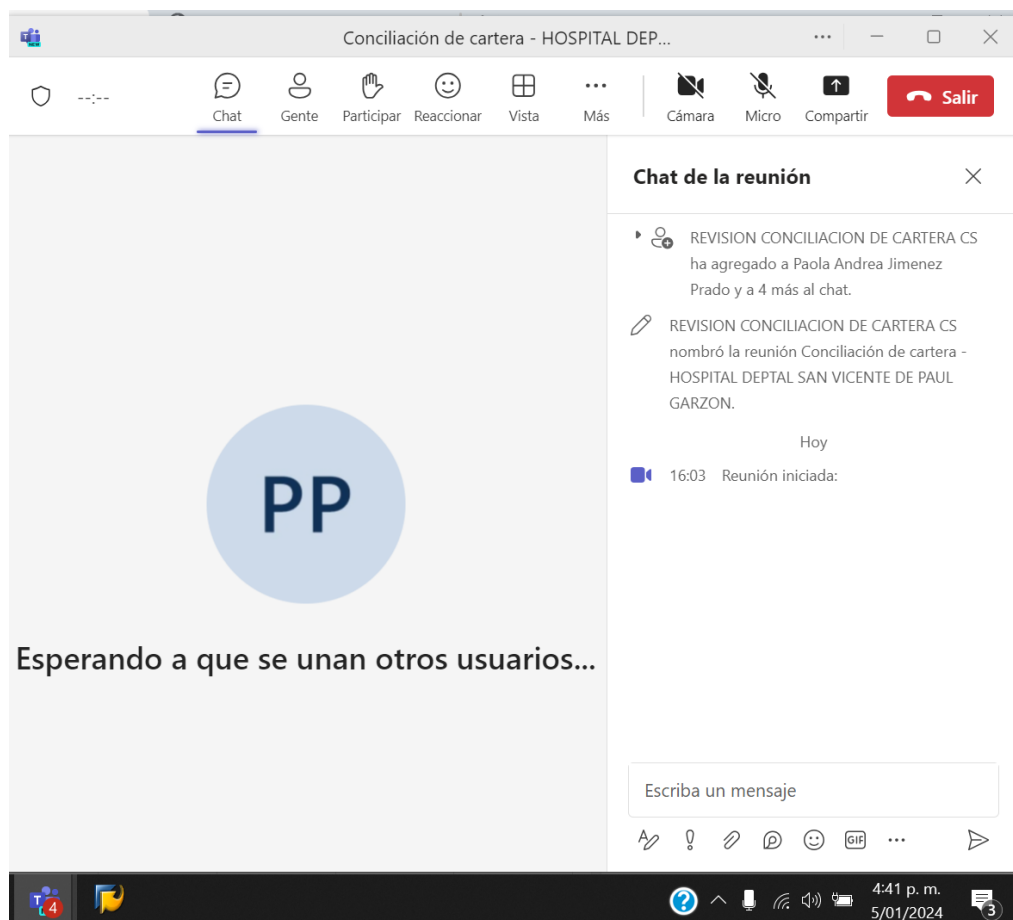 Conciliación de cartera - HOSPITAL DEP...
--:--
Chat
Gente
Participar
Reaccionar
Vista
Más
Cámara
Micro
Compartir
Salir
Chat de la reunión
REVISION CONCILIACION DE CARTERA CS
ha agregado a Paola Andrea Jimenez
Prado y a 4 más al chat.
REVISION CONCILIACION DE CARTERA CS
nombró la reunión Conciliación de cartera -
HOSPITAL DEPTAL SAN VICENTE DE PAUL
GARZON.
Hoy
16:03 Reunión iniciada:
PP
Esperando a que se unan otros usuarios...
Escriba un mensaje
GIF
4
4:41 p. m.
5/01/2024
3